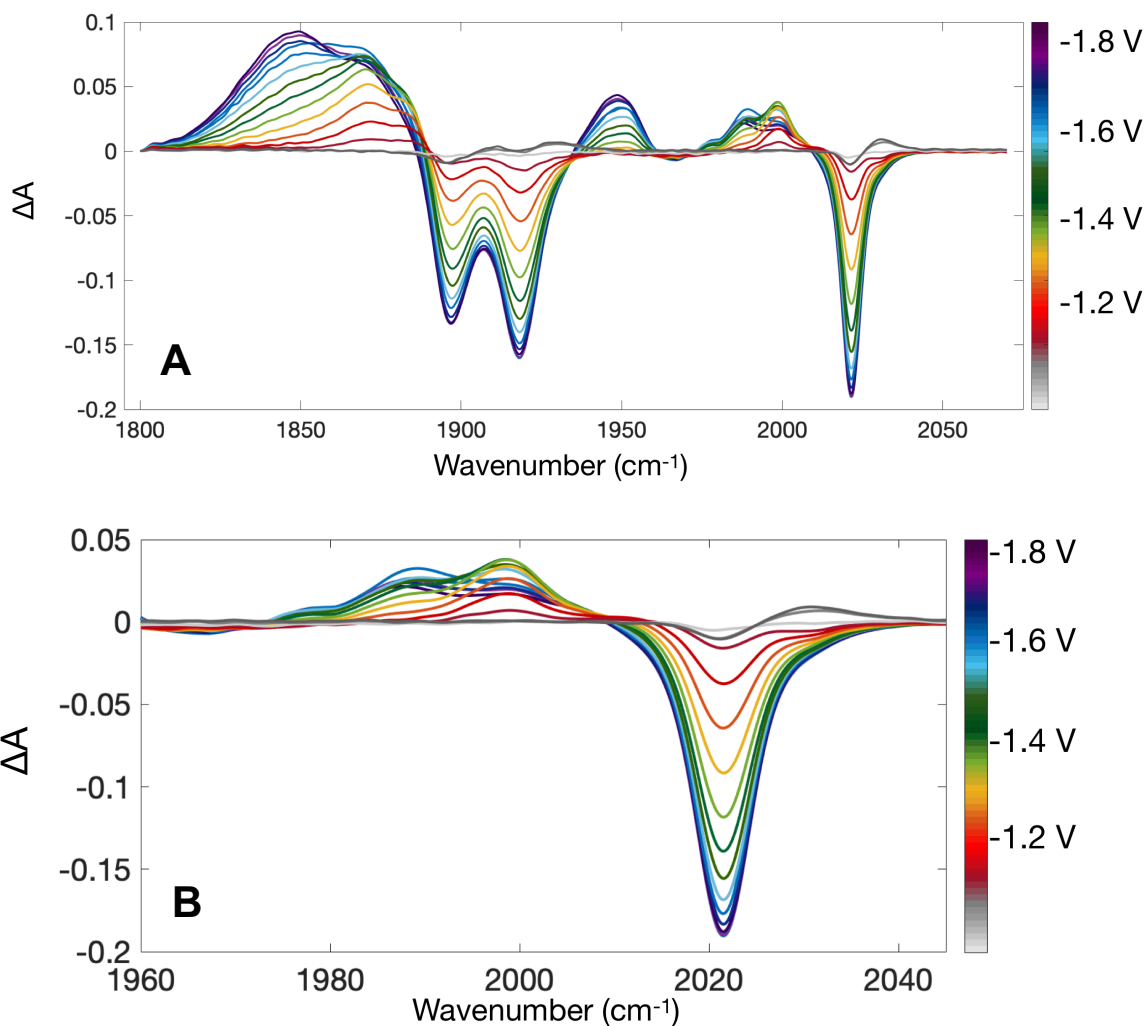 0.1
0.05
0
-0.05
-0.1
-0.15
-0.2
ΔA
A
1800 1850 1900 1950 2000 2050
Wavenumber (cm-1)
-1.8 V
-1.6 V
-1.4 V
-1.2 V
0.05
0
-0.05
-0.1
-0.15
-0.2
ΔA
B
1960 1980 2000 2020 2040
Wavenumber (cm-1)
-1.8 V
-1.6 V
-1.4 V
-1.2 V